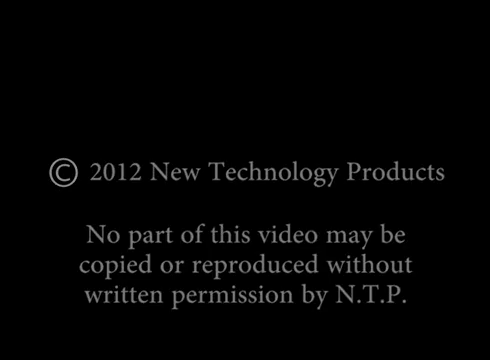 © 2012 New Technology Products
No part of this video may be
copied or reproduced without
written permission by N.T.P.